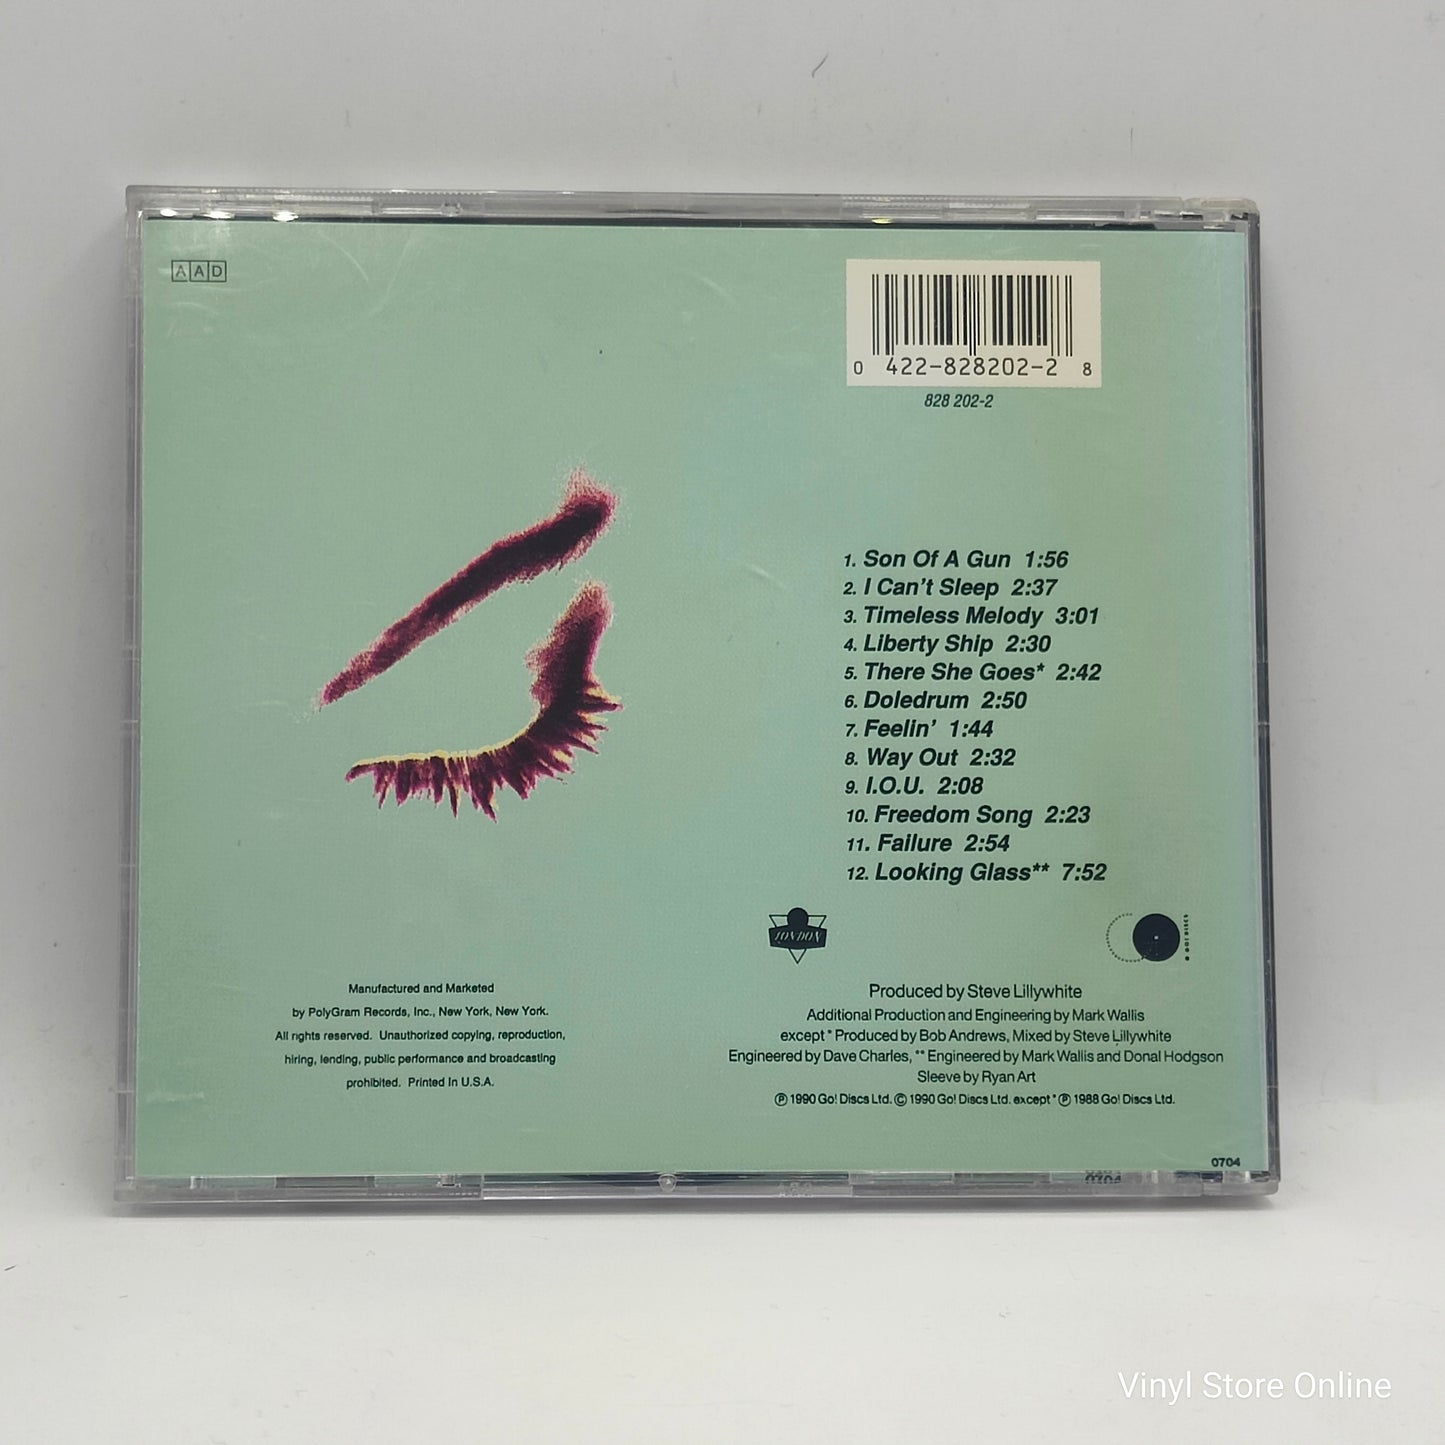 AAD
0 422-828202-2 8
828 202-2
1. Son Of A Gun 1:56
2. I Can't Sleep 2:37
3. Timeless Melody 3:01
4. Liberty Ship 2:30
5. There She Goes* 2:42
6. Doledrum 2:50
7. Feelin' 1:44
8. Way Out 2:32
9. I.O.U. 2:08
10. Freedom Song 2:23
11. Failure 2:54
12. Looking Glass** 7:52
LONDON
GO! DISCS
Manufactured and Marketed
by PolyGram Records, Inc., New York, New York.
All rights reserved. Unauthorized copying, reproduction,
hiring, lending, public performance and broadcasting
prohibited. Printed In U.S.A.
Produced by Steve Lillywhite
Additional Production and Engineering by Mark Wallis
except * Produced by Bob Andrews, Mixed by Steve Lillywhite
Engineered by Dave Charles, ** Engineered by Mark Wallis and Donal Hodgson
Sleeve by Ryan Art
℗ 1990 Go! Discs Ltd. © 1990 Go! Discs Ltd. except * ℗ 1988 Go! Discs Ltd.
0704
Vinyl Store Online